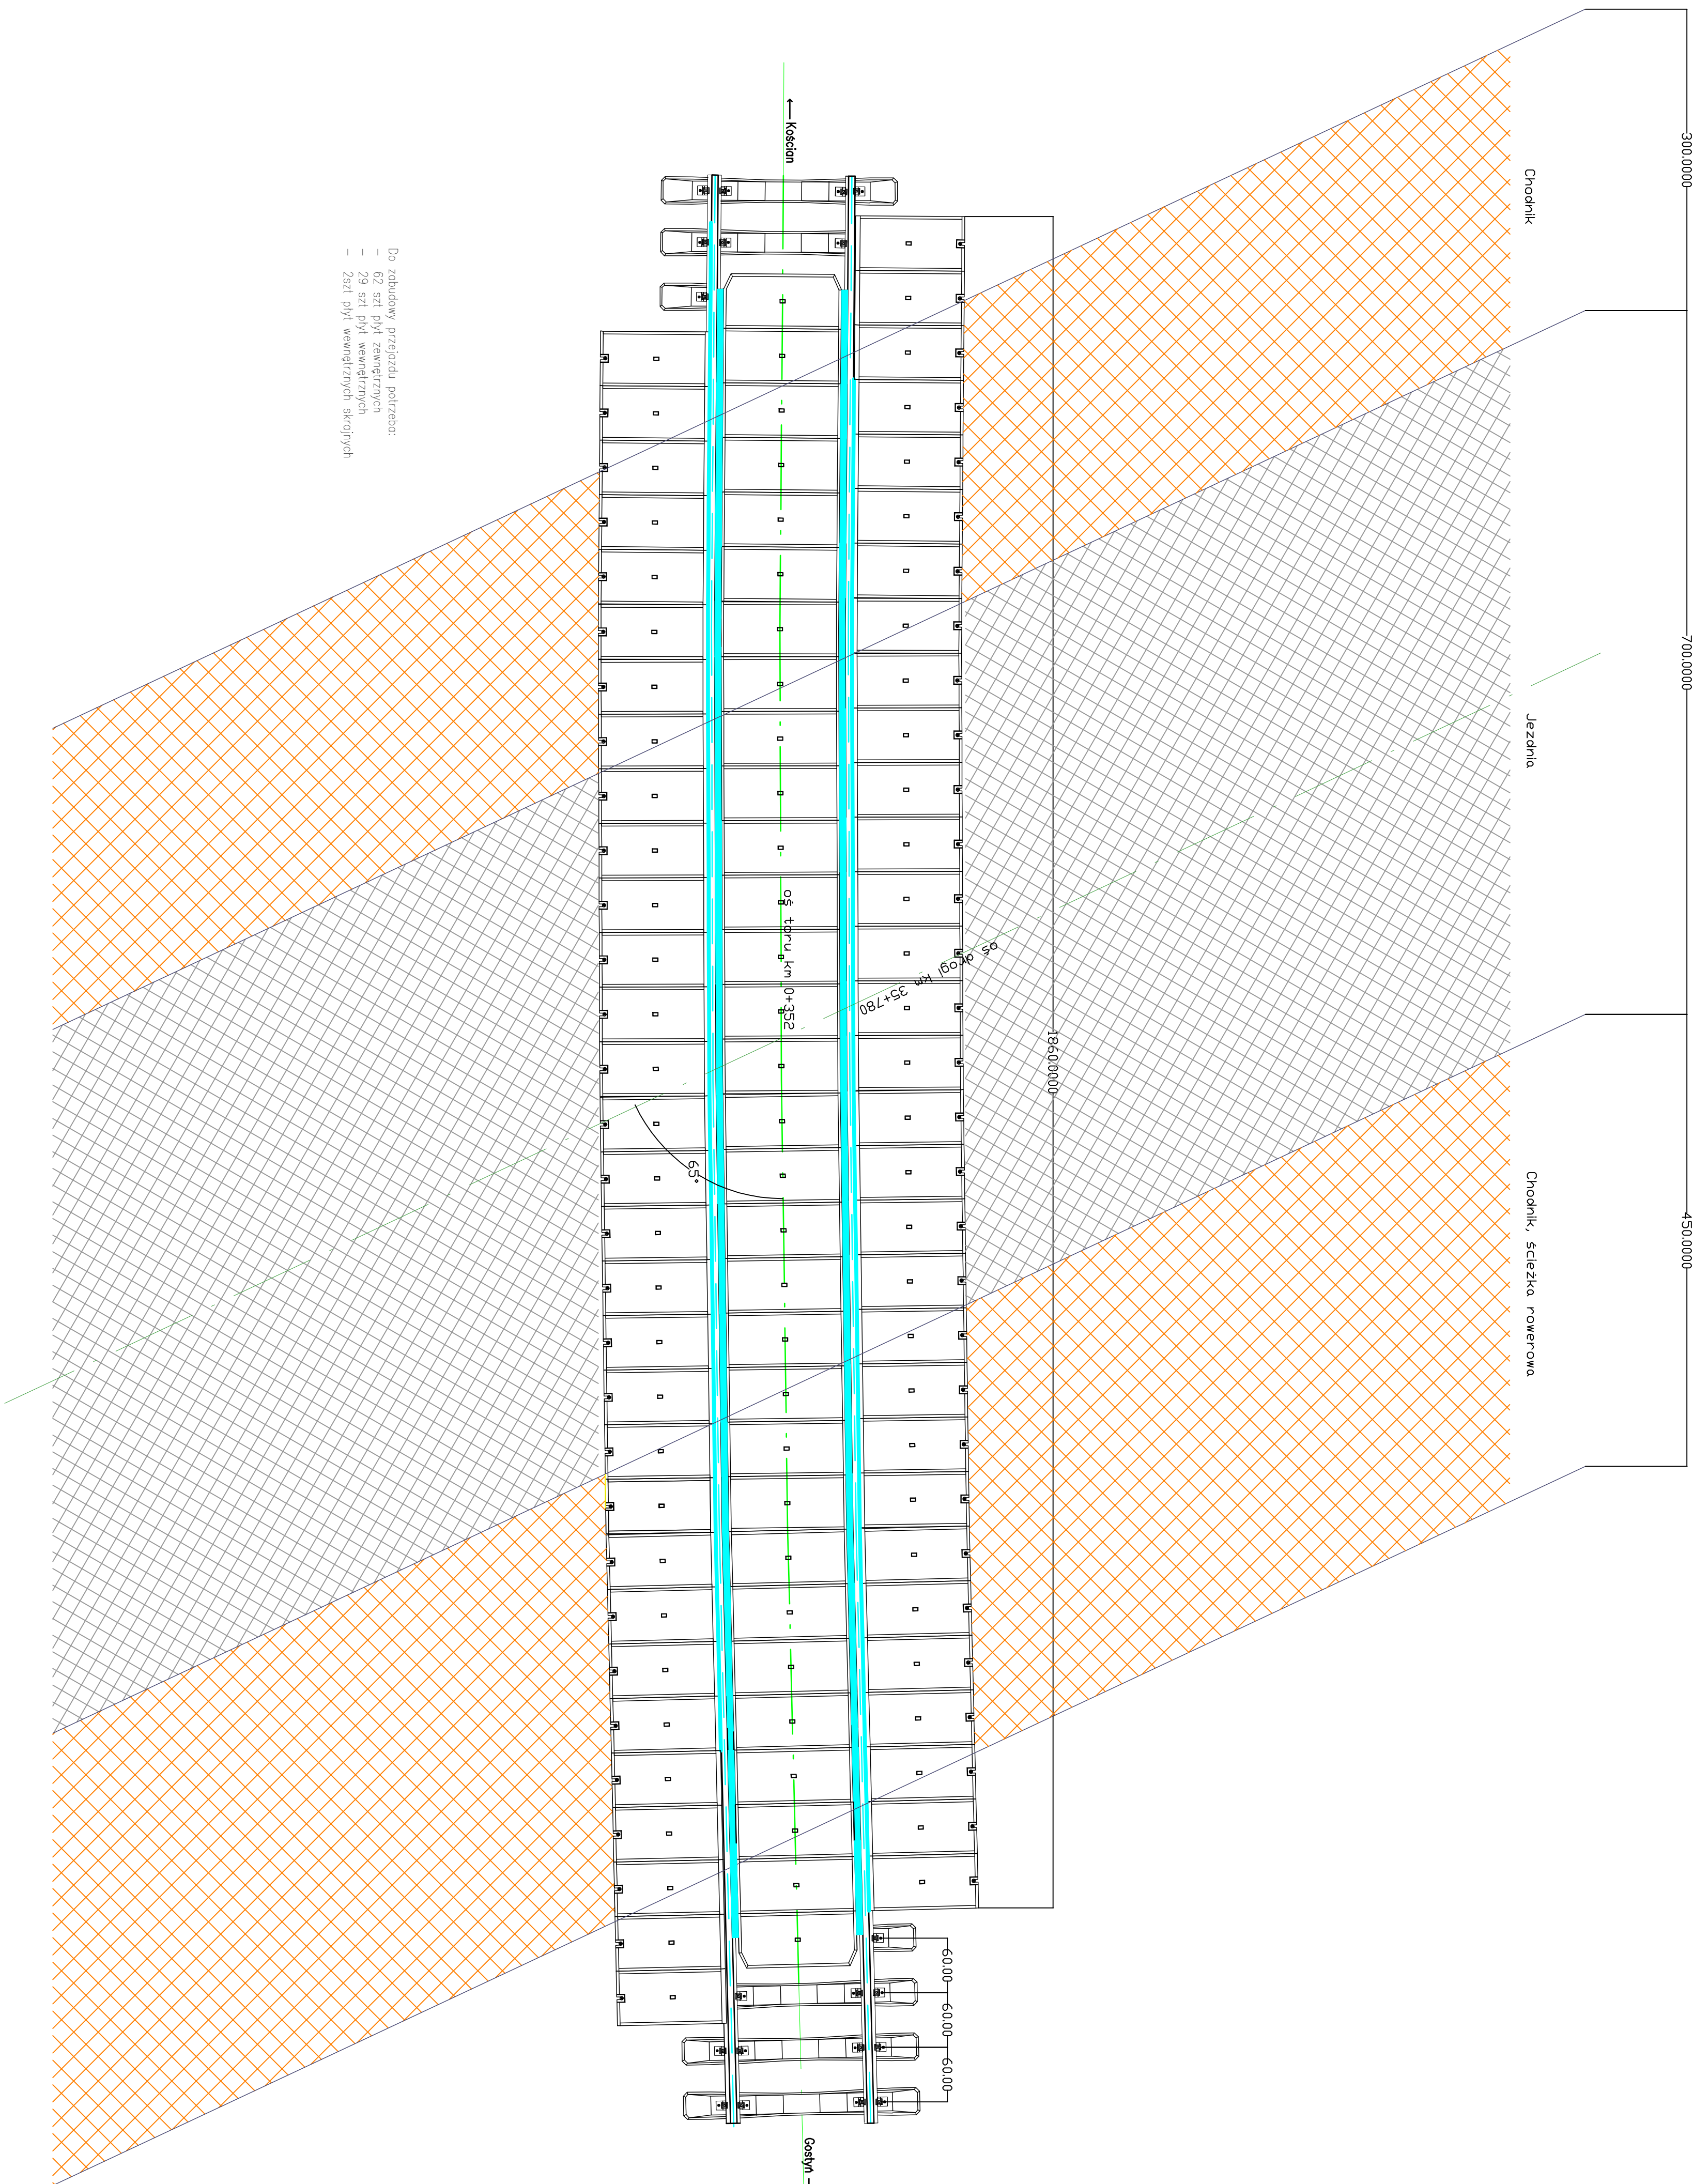 ← Kościan
300.0000
Chodnik
700.0000
Jezdnia
Do zabudowy przejazdu potrzeba:
- 62 szt płyt zewnętrznych
- 29 szt płyt wewnętrznych
- 2szt płyt wewnętrznych skrajnych
oś toru km 0+352
oś drogi km 35+780
1860.0000
65°
450.0000
Chodnik, ścieżka rowerowa
60.00
60.00
60.00
Gostyń -